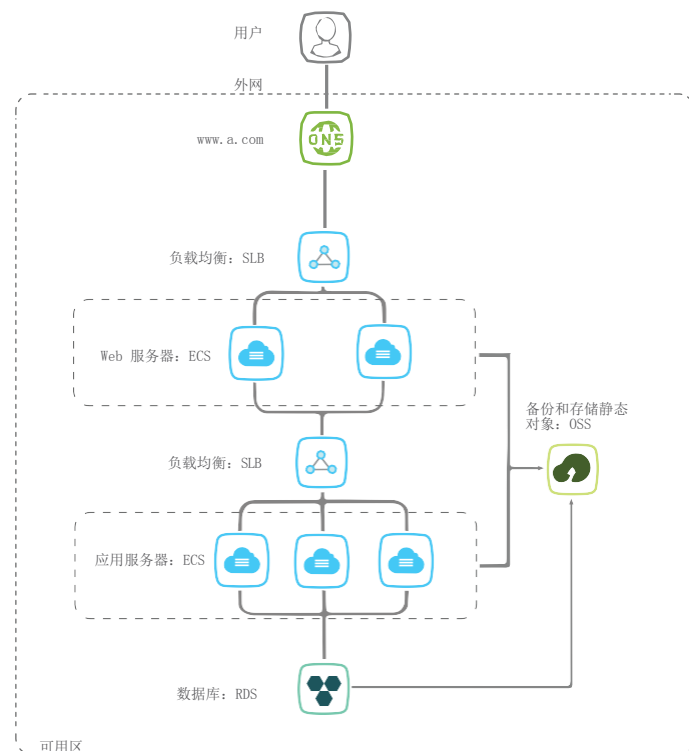 用户
外网
www.a.com
ONS
负载均衡: SLB
Web 服务器: ECS
备份和存储静态
对象: OSS
负载均衡: SLB
应用服务器: ECS
数据库: RDS
可用区